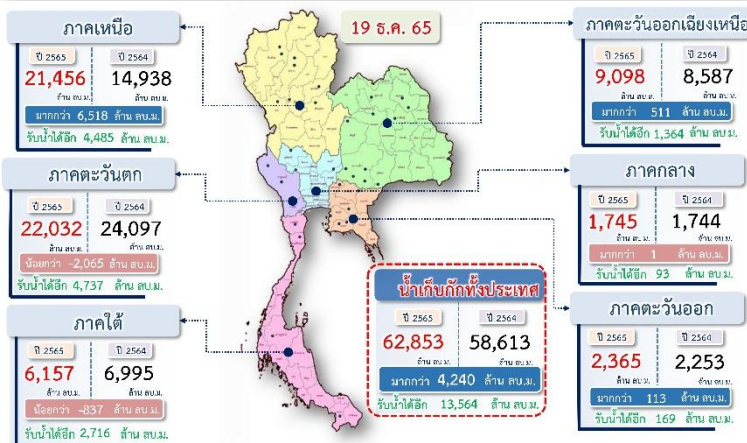 19 ธ.ค. 65
ภาคเหนือ
ปี 2565 ปี 2564
21,456 14,938
ล้าน ลบ.ม. ล้าน ลบ.ม.
มากกว่า 6,518 ล้าน ลบ.ม.
รับน้ำได้อีก 4,485 ล้าน ลบ.ม.
ภาคตะวันตก
ปี 2565 ปี 2564
22,032 24,097
ล้าน ลบ.ม. ล้าน ลบ.ม.
น้อยกว่า -2,065 ล้าน ลบ.ม.
รับน้ำได้อีก 4,737 ล้าน ลบ.ม.
ภาคใต้
ปี 2565 ปี 2564
6,157 6,995
ล้าน ลบ.ม. ล้าน ลบ.ม.
น้อยกว่า -837 ล้าน ลบ.ม.
รับน้ำได้อีก 2,716 ล้าน ลบ.ม.
น้ำเก็บกักทั้งประเทศ
ปี 2565 ปี 2564
62,853 58,613
ล้าน ลบ.ม. ล้าน ลบ.ม.
มากกว่า 4,240 ล้าน ลบ.ม.
รับน้ำได้อีก 13,564 ล้าน ลบ.ม.
ภาคตะวันออกเฉียงเหนือ
ปี 2565 ปี 2564
9,098 8,587
ล้าน ลบ.ม. ล้าน ลบ.ม.
มากกว่า 511 ล้าน ลบ.ม.
รับน้ำได้อีก 1,364 ล้าน ลบ.ม.
ภาคกลาง
ปี 2565 ปี 2564
1,745 1,744
ล้าน ลบ.ม. ล้าน ลบ.ม.
มากกว่า 1 ล้าน ลบ.ม.
รับน้ำได้อีก 93 ล้าน ลบ.ม.
ภาคตะวันออก
ปี 2565 ปี 2564
2,365 2,253
ล้าน ลบ.ม. ล้าน ลบ.ม.
มากกว่า 113 ล้าน ลบ.ม.
รับน้ำได้อีก 169 ล้าน ลบ.ม.